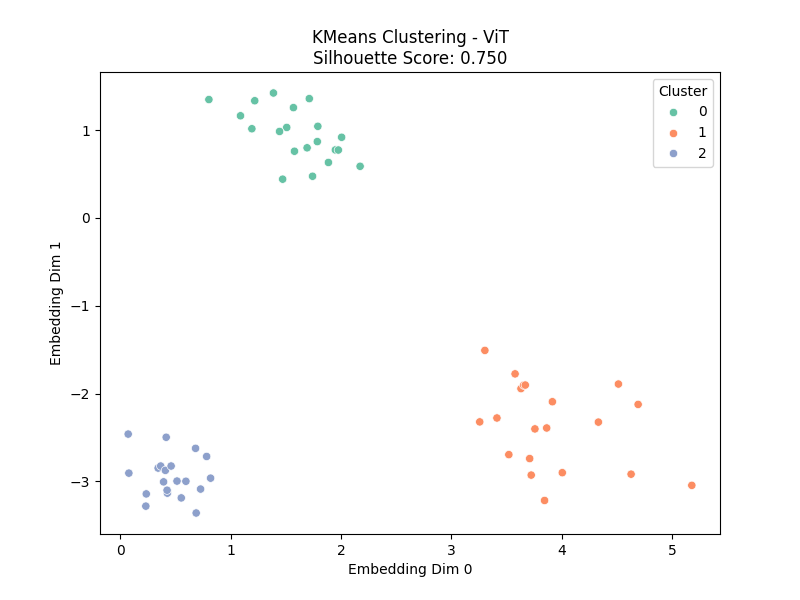 KMeans Clustering - ViT
Silhouette Score: 0.750
Cluster
0
1
2
1
0
−1
−2
−3
Embedding Dim 1
0
1
2
3
4
5
Embedding Dim 0